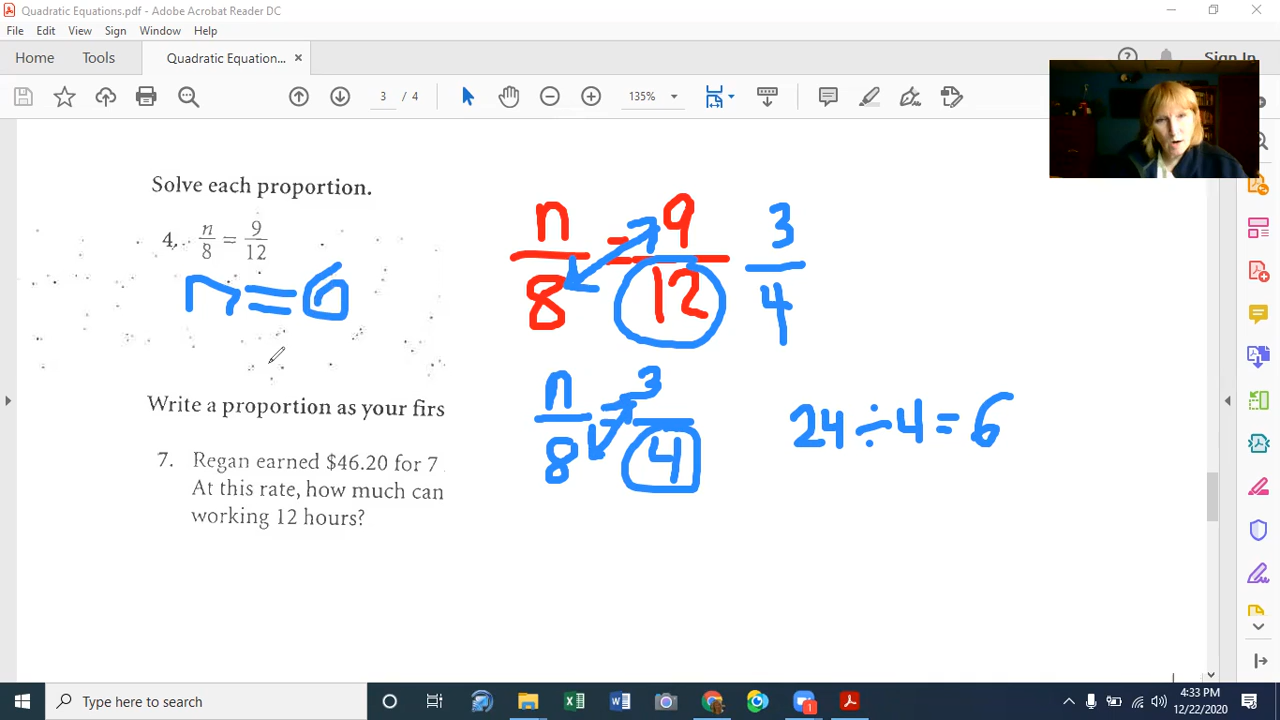 Quadratic Equations.pdf - Adobe Acrobat Reader DC
File Edit View Sign Window Help
Home Tools Quadratic Equation... × Sign In
3 / 4 135%
Solve each proportion.
4. n/8 = 9/12
n = 6
n/8 = 9/12 3/4
n/8 = 3/4
24 ÷ 4 = 6
Write a proportion as your firs
7. Regan earned $46.20 for 7
At this rate, how much can
working 12 hours?
Type here to search
4:33 PM
12/22/2020